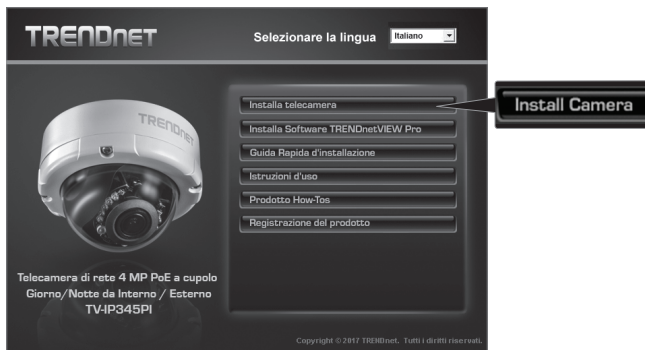 TRENDNET
Selezionare la lingua
Italiano
Installa telecamera
Install Camera
Installa Software TRENDnetVIEW Pro
Guida Rapida d'installazione
Istruzioni d'uso
Prodotto How-Tos
Registrazione del prodotto
TRENDNET
Telecamera di rete 4 MP PoE a cupolo
Giorno/Notte da Interno / Esterno
TV-IP345PI
Copyright © 2017 TRENDnet. Tutti i diritti riservati.